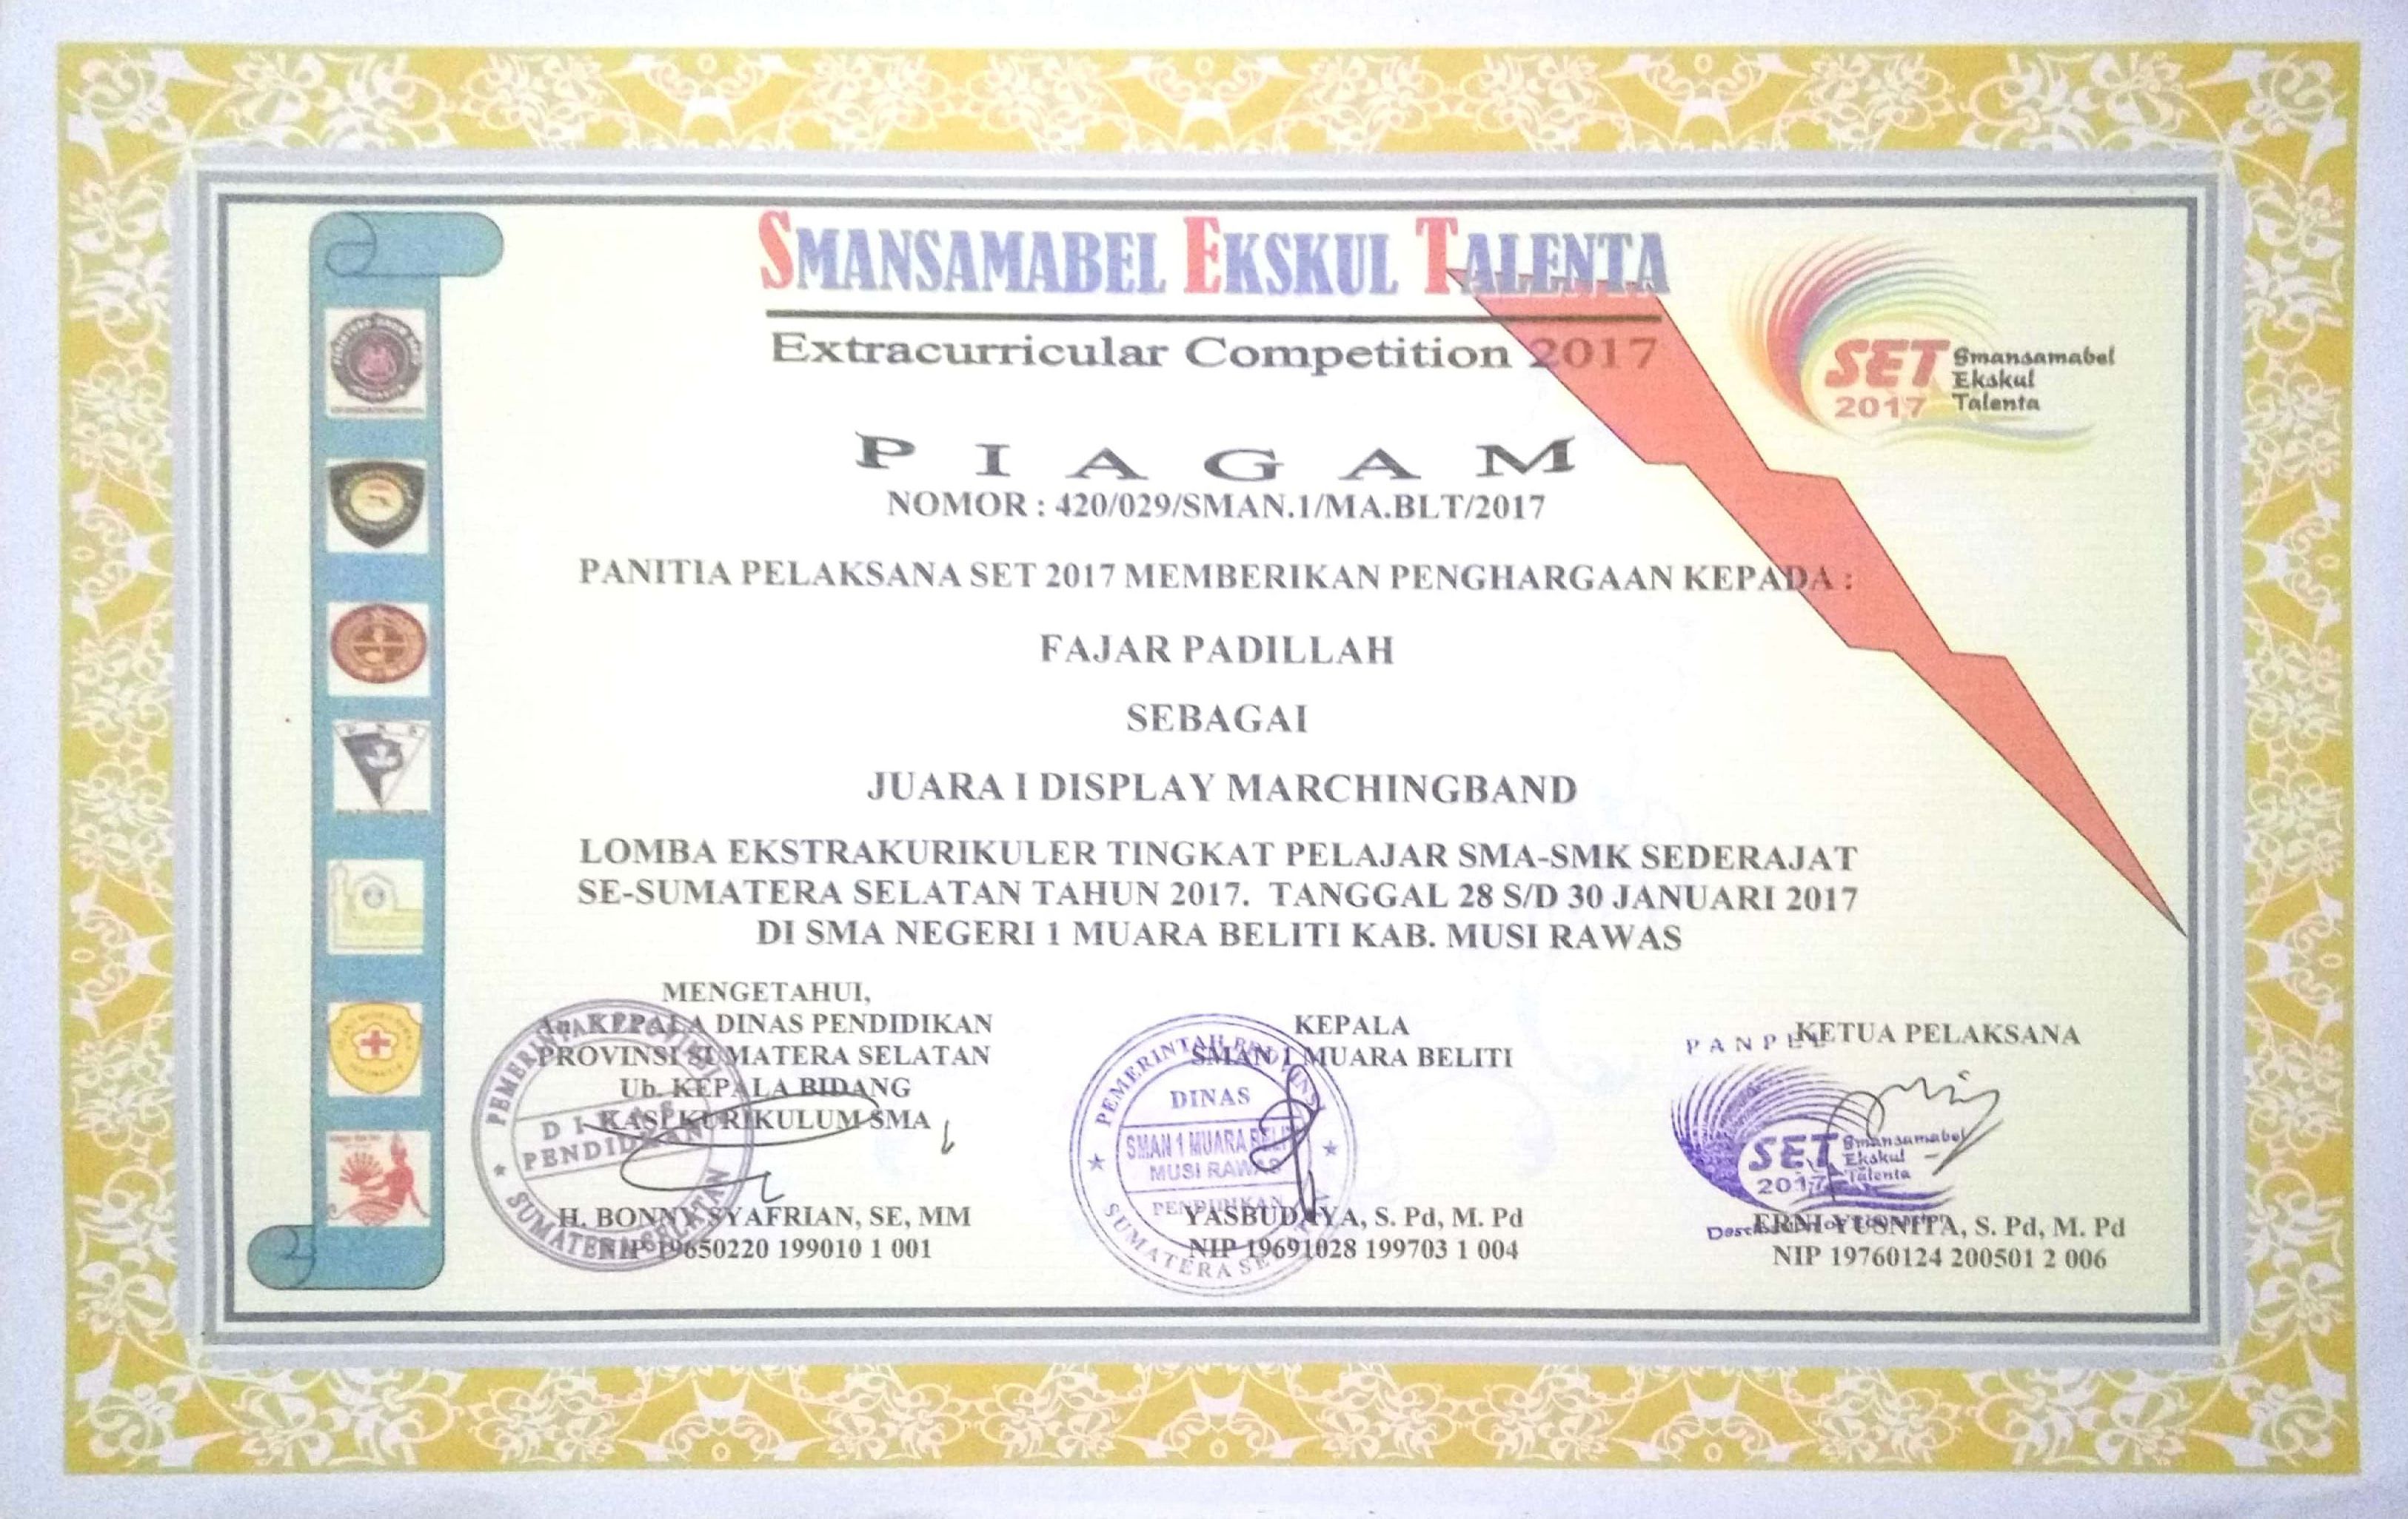 SMANSAMABEL EKSKUL TALENTA
Extracurricular Competition 2017
SET Smansamabel
Ekskul
2017 Talenta
PIAGAM
NOMOR : 420/029/SMAN.1/MA.BLT/2017
PANITIA PELAKSANA SET 2017 MEMBERIKAN PENGHARGAAN KEPADA :
FAJAR PADILLAH
SEBAGAI
JUARA I DISPLAY MARCHINGBAND
LOMBA EKSTRAKURIKULER TINGKAT PELAJAR SMA-SMK SEDERAJAT
SE-SUMATERA SELATAN TAHUN 2017. TANGGAL 28 S/D 30 JANUARI 2017
DI SMA NEGERI 1 MUARA BELITI KAB. MUSI RAWAS
MENGETAHUI,
An. KEPALA DINAS PENDIDIKAN
PROVINSI SUMATERA SELATAN
Ub. KEPALA BIDANG
KASI KURIKULUM SMA
H. BONNY SYAFRIAN, SE, MM
NIP 19650220 199010 1 001
PEMERINTAH PROVINSI
DINAS
PENDIDIKAN
SUMATERA SELATAN
KEPALA
SMAN 1 MUARA BELITI
YASBUDAYA, S. Pd, M. Pd
NIP 19691028 199703 1 004
PEMERINTAH PROVINSI
DINAS
SMAN 1 MUARA BELITI
MUSI RAWAS
PENDIDIKAN
SUMATERA SELATAN
KETUA PELAKSANA
ERNI YUSNITA, S. Pd, M. Pd
NIP 19760124 200501 2 006
PANPEL
SET Smansamabel
Ekskul
2017 Talenta